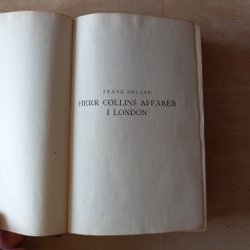 FRANK HELLER
HERR COLLINS AFFÄRER
I LONDON